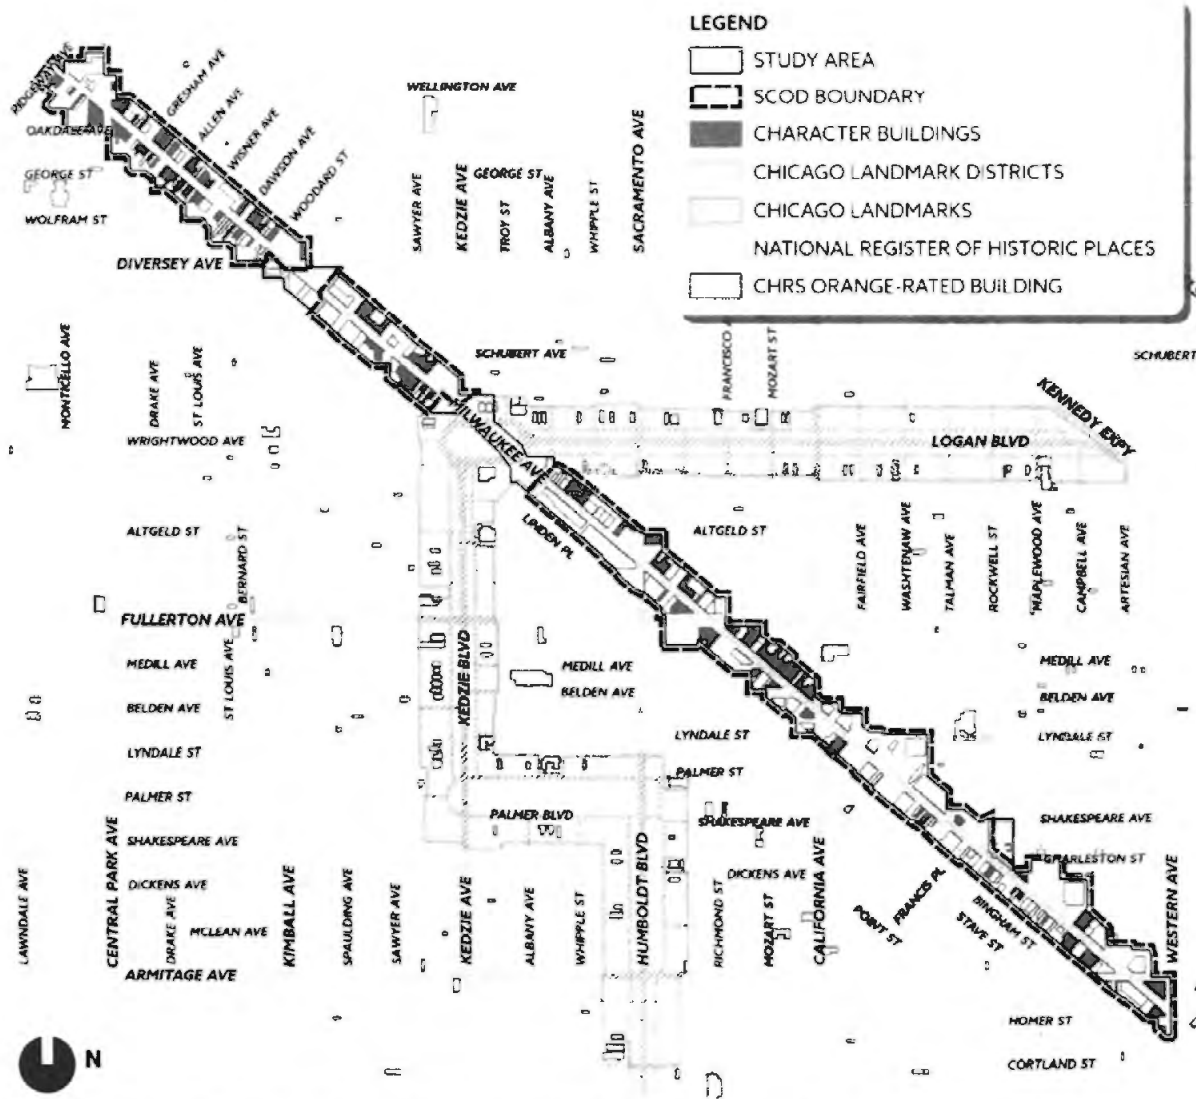 LEGEND
STUDY AREA
SCOD BOUNDARY
CHARACTER BUILDINGS
CHICAGO LANDMARK DISTRICTS
CHICAGO LANDMARKS
NATIONAL REGISTER OF HISTORIC PLACES
CHRS ORANGE-RATED BUILDING
RIDGEWAY AVE
GRESHAM AVE
ALLEN AVE
WISNER AVE
DAWSON AVE
WOODARD ST
OAKDALE AVE
GEORGE ST
WOLFRAM ST
DIVERSEY AVE
WELLINGTON AVE
GEORGE ST
SAWYER AVE
KEDZIE AVE
TROY ST
ALBANY AVE
WHIPPLE ST
SACRAMENTO AVE
SCHUBERT AVE
FRANCISCO
MOZART ST
SCHUBERT
MONTICELLO AVE
DRAKE AVE
ST LOUIS AVE
WRIGHTWOOD AVE
MILWAUKEE AVE
LOGAN BLVD
KENNEDY EXPY
ALTGELD ST
BERNARD ST
LINDEN PL
ALTGELD ST
FAIRFIELD AVE
WASHTENAW AVE
TALMAN AVE
ROCKWELL ST
MAPLEWOOD AVE
CAMPBELL AVE
ARTESIAN AVE
FULLERTON AVE
MEDILL AVE
ST LOUIS AVE
KEDZIE BLVD
MEDILL AVE
BELDEN AVE
MEDILL AVE
BELDEN AVE
BELDEN AVE
LYNDALE ST
LYNDALE ST
LYNDALE ST
PALMER ST
PALMER ST
PALMER BLVD
SHAKESPEARE AVE
SHAKESPEARE AVE
SHAKESPEARE AVE
CHARLESTON ST
DICKENS AVE
DICKENS AVE
LAWNDALE AVE
CENTRAL PARK AVE
DRAKE AVE
MCLEAN AVE
KIMBALL AVE
SPAULDING AVE
SAWYER AVE
KEDZIE AVE
ALBANY AVE
WHIPPLE ST
HUMBOLDT BLVD
RICHMOND ST
MOZART ST
CALIFORNIA AVE
POINT ST
FRANCIS PL
STAVE ST
BINGHAM ST
WESTERN AVE
ARMITAGE AVE
HOMER ST
CORTLAND ST
N